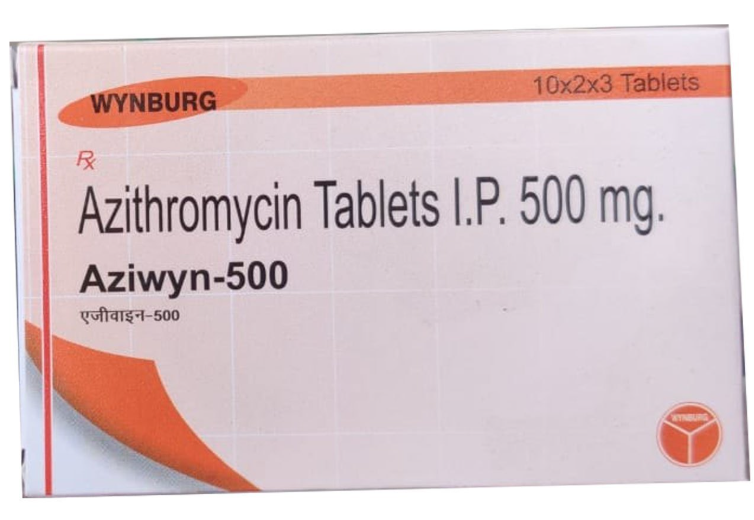 WYNBURG
10x2x3 Tablets
Rx
Azithromycin Tablets I.P. 500 mg.
Aziwyn-500
एजीवाइन-500
WYNBURG